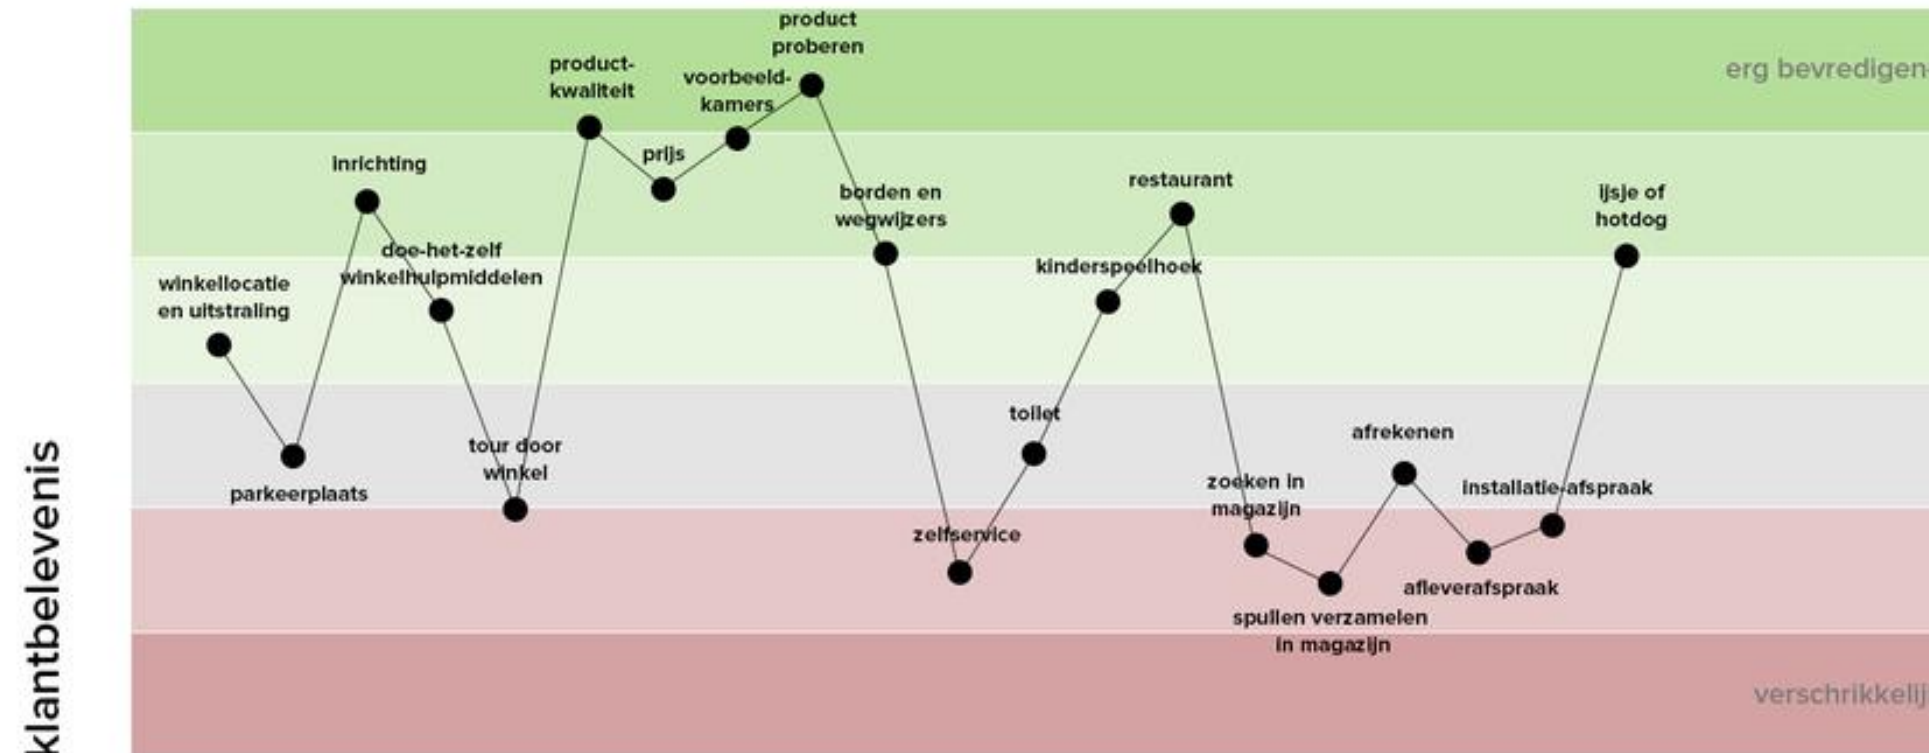 product
proberen
erg bevredigen
product-
kwaliteit
voorbeeld-
kamers
prijs
inrichting
borden en
wegwijzers
restaurant
ijsje of
hotdog
doe-het-zelf
winkelhulpmiddelen
kinderspeelhoek
winkellocatie
en uitstraling
toilet
afrekenen
tour door
winkel
parkeerplaats
zoeken in
magazijn
installatie-afspraak
zelfservice
afleverafspraak
spullen verzamelen
in magazijn
verschrikkelij
klantbelevenis